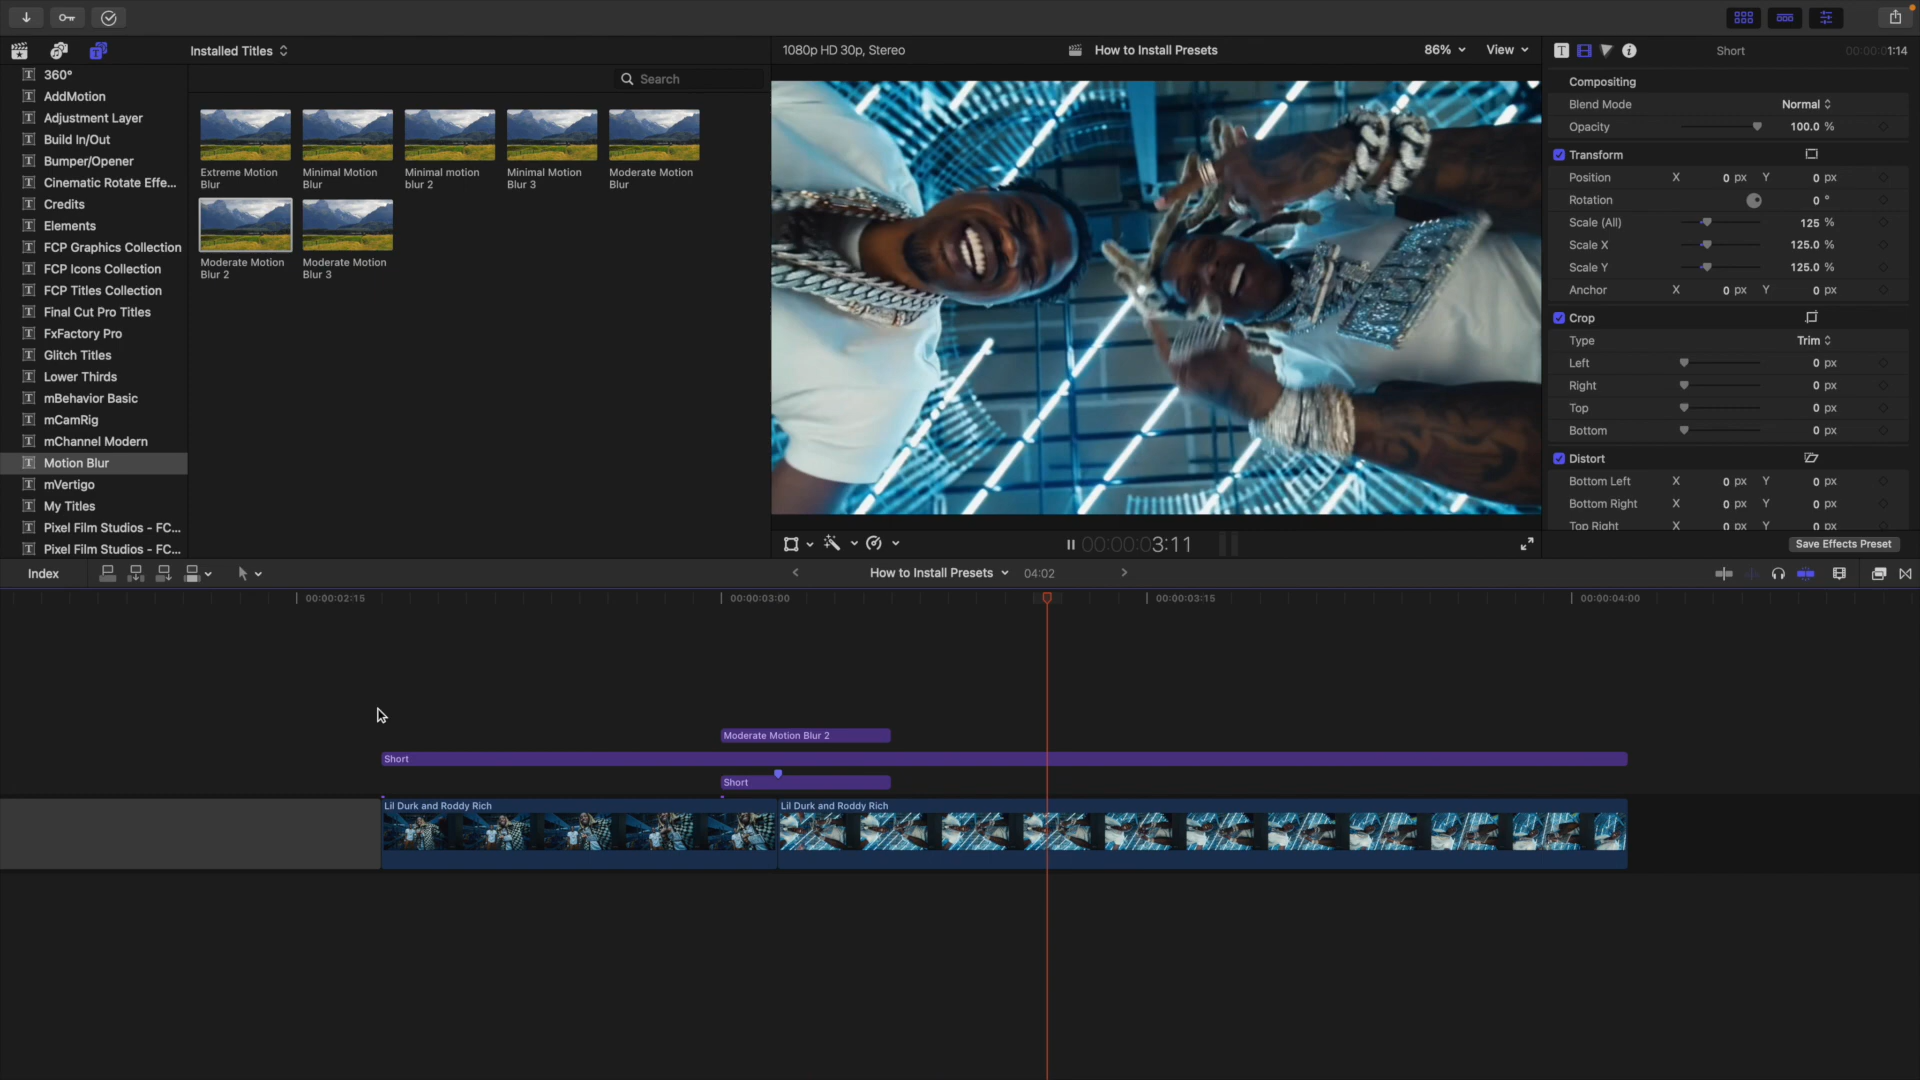 Installed Titles
1080p HD 30p, Stereo
How to Install Presets
86%
View
Short
00:00:01:14
360°
AddMotion
Adjustment Layer
Build In/Out
Bumper/Opener
Cinematic Rotate Effe...
Credits
Elements
FCP Graphics Collection
FCP Icons Collection
FCP Titles Collection
Final Cut Pro Titles
FxFactory Pro
Glitch Titles
Lower Thirds
mBehavior Basic
mCamRig
mChannel Modern
Motion Blur
mVertigo
My Titles
Pixel Film Studios - FC...
Pixel Film Studios - FC...
Search
Extreme Motion
Blur
Minimal Motion
Blur
Minimal motion
blur 2
Minimal Motion
Blur 3
Moderate Motion
Blur
Moderate Motion
Blur 2
Moderate Motion
Blur 3
Compositing
Blend Mode Normal
Opacity 100.0 %
Transform
Position X 0 px Y 0 px
Rotation 0 °
Scale (All) 125 %
Scale X 125.0 %
Scale Y 125.0 %
Anchor X 0 px Y 0 px
Crop
Type Trim
Left 0 px
Right 0 px
Top 0 px
Bottom 0 px
Distort
Bottom Left X 0 px Y 0 px
Bottom Right X 0 px Y 0 px
Top Right X 0 px Y 0 px
00:00:03:11
Save Effects Preset
Index
How to Install Presets
04:02
00:00:02:15
00:00:03:00
00:00:03:15
00:00:04:00
Moderate Motion Blur 2
Short
Short
Lil Durk and Roddy Rich
Lil Durk and Roddy Rich